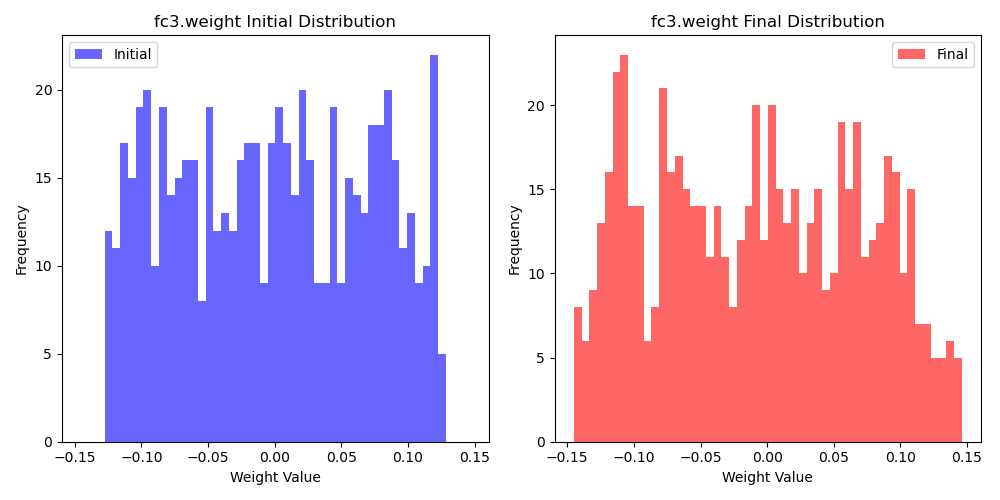 fc3.weight Initial Distribution
Initial
Frequency
20
15
10
5
0
−0.15 −0.10 −0.05 0.00 0.05 0.10 0.15
Weight Value
fc3.weight Final Distribution
Final
Frequency
20
15
10
5
0
−0.15 −0.10 −0.05 0.00 0.05 0.10 0.15
Weight Value